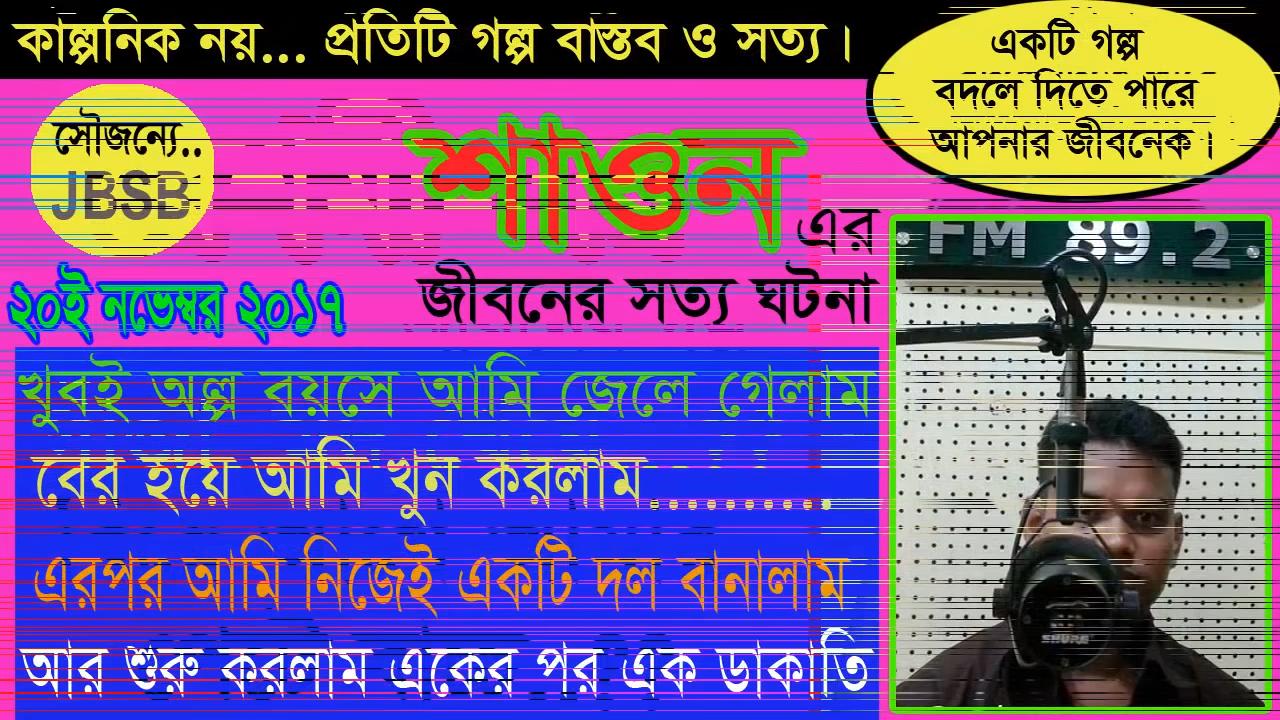 কাল্পনিক নয়... প্রতিটি গল্প বাস্তব ও সত্য।
একটি গল্প
বদলে দিতে পারে
আপনার জীবনেক।
সৌজন্যে..
JBSB
শাওন
এর
জীবনের সত্য ঘটনা
২০ই নভেম্বর ২০১৭
FM 89.2
খুবই অল্প বয়সে আমি জেলে গেলাম
বের হয়ে আমি খুন করলাম.........
এরপর আমি নিজেই একটি দল বানালাম
আর শুরু করলাম একের পর এক ডাকাতি
SHURE